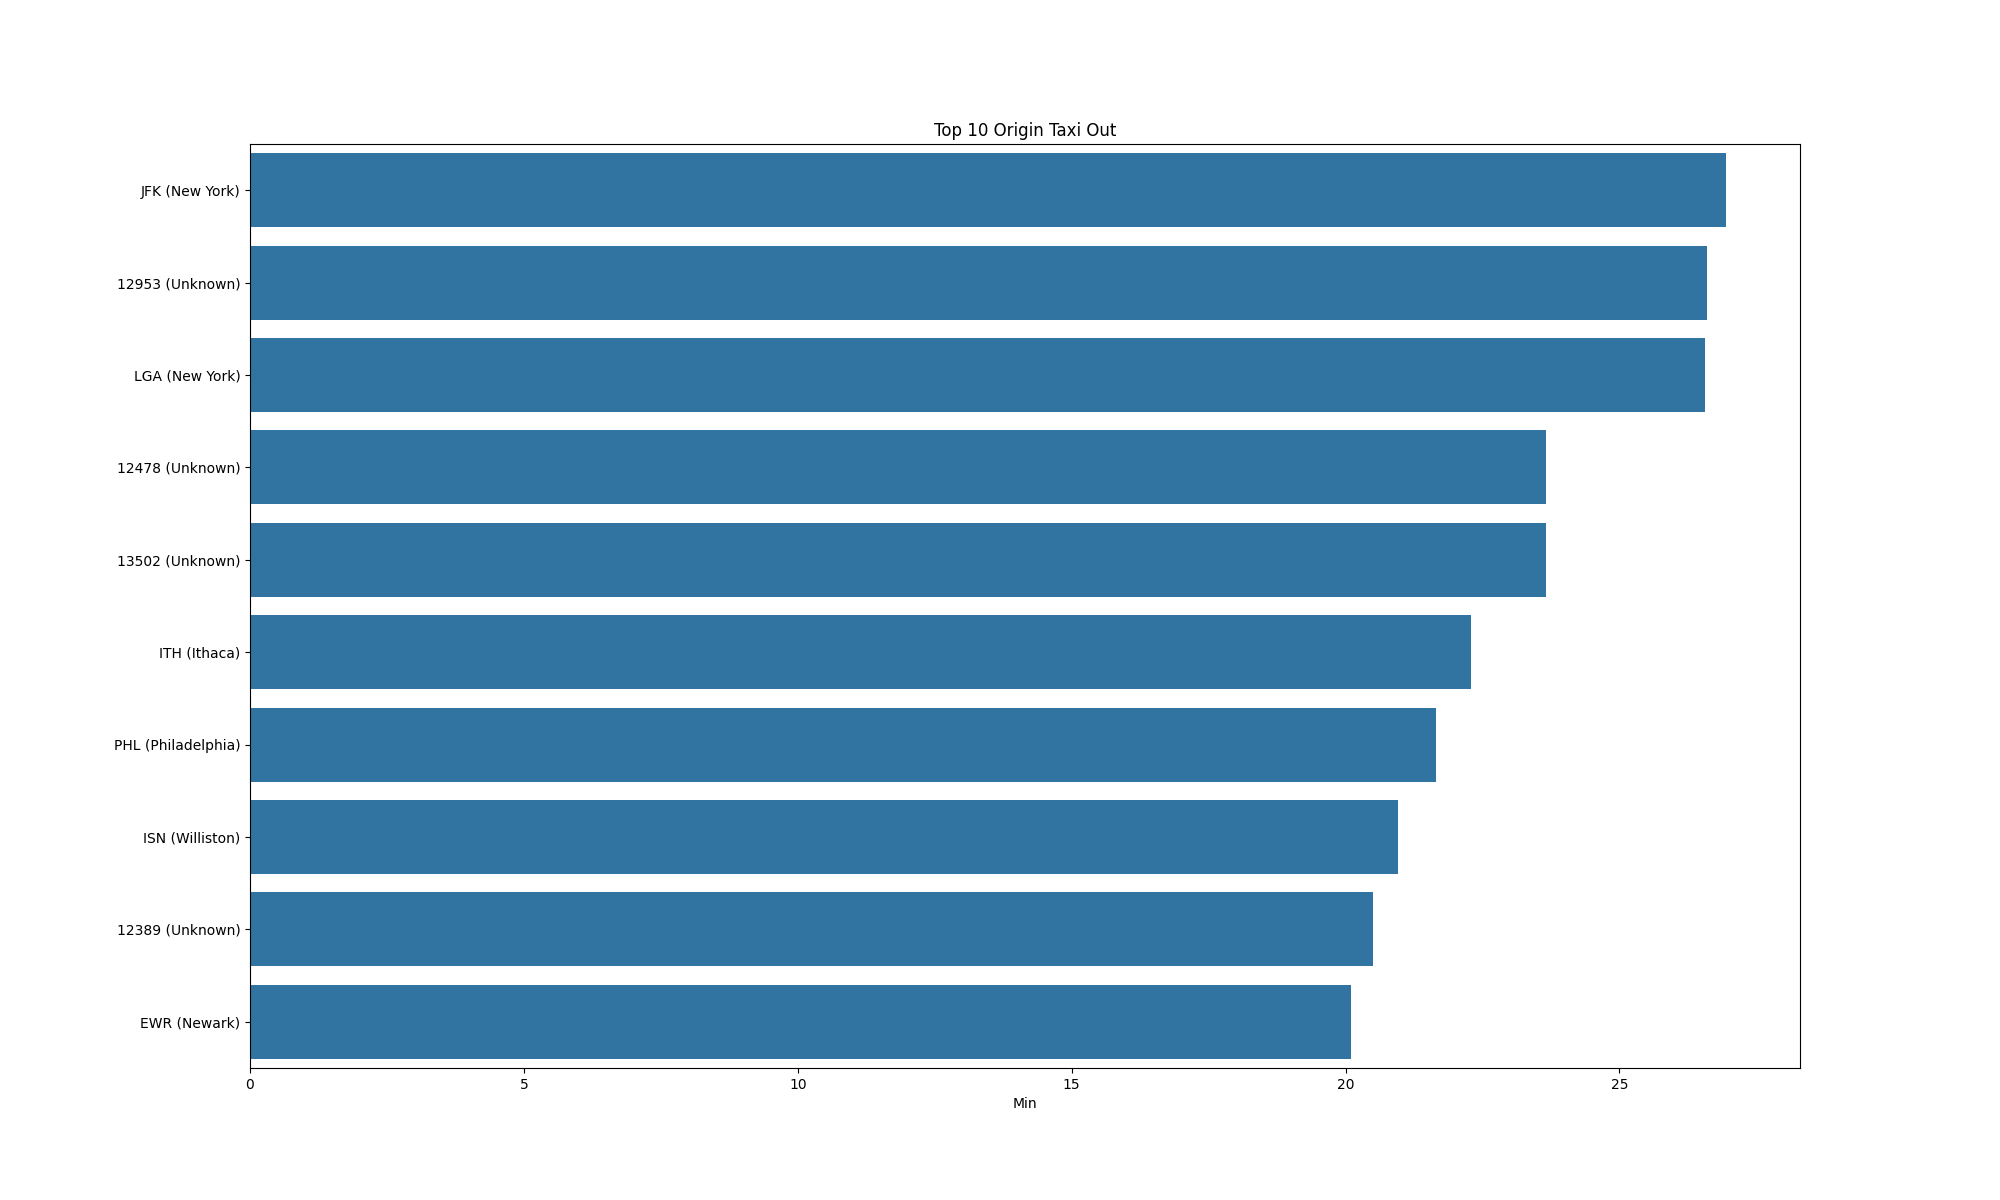 Top 10 Origin Taxi Out
JFK (New York)
12953 (Unknown)
LGA (New York)
12478 (Unknown)
13502 (Unknown)
ITH (Ithaca)
PHL (Philadelphia)
ISN (Williston)
12389 (Unknown)
EWR (Newark)
0 5 10 15 20 25
Min